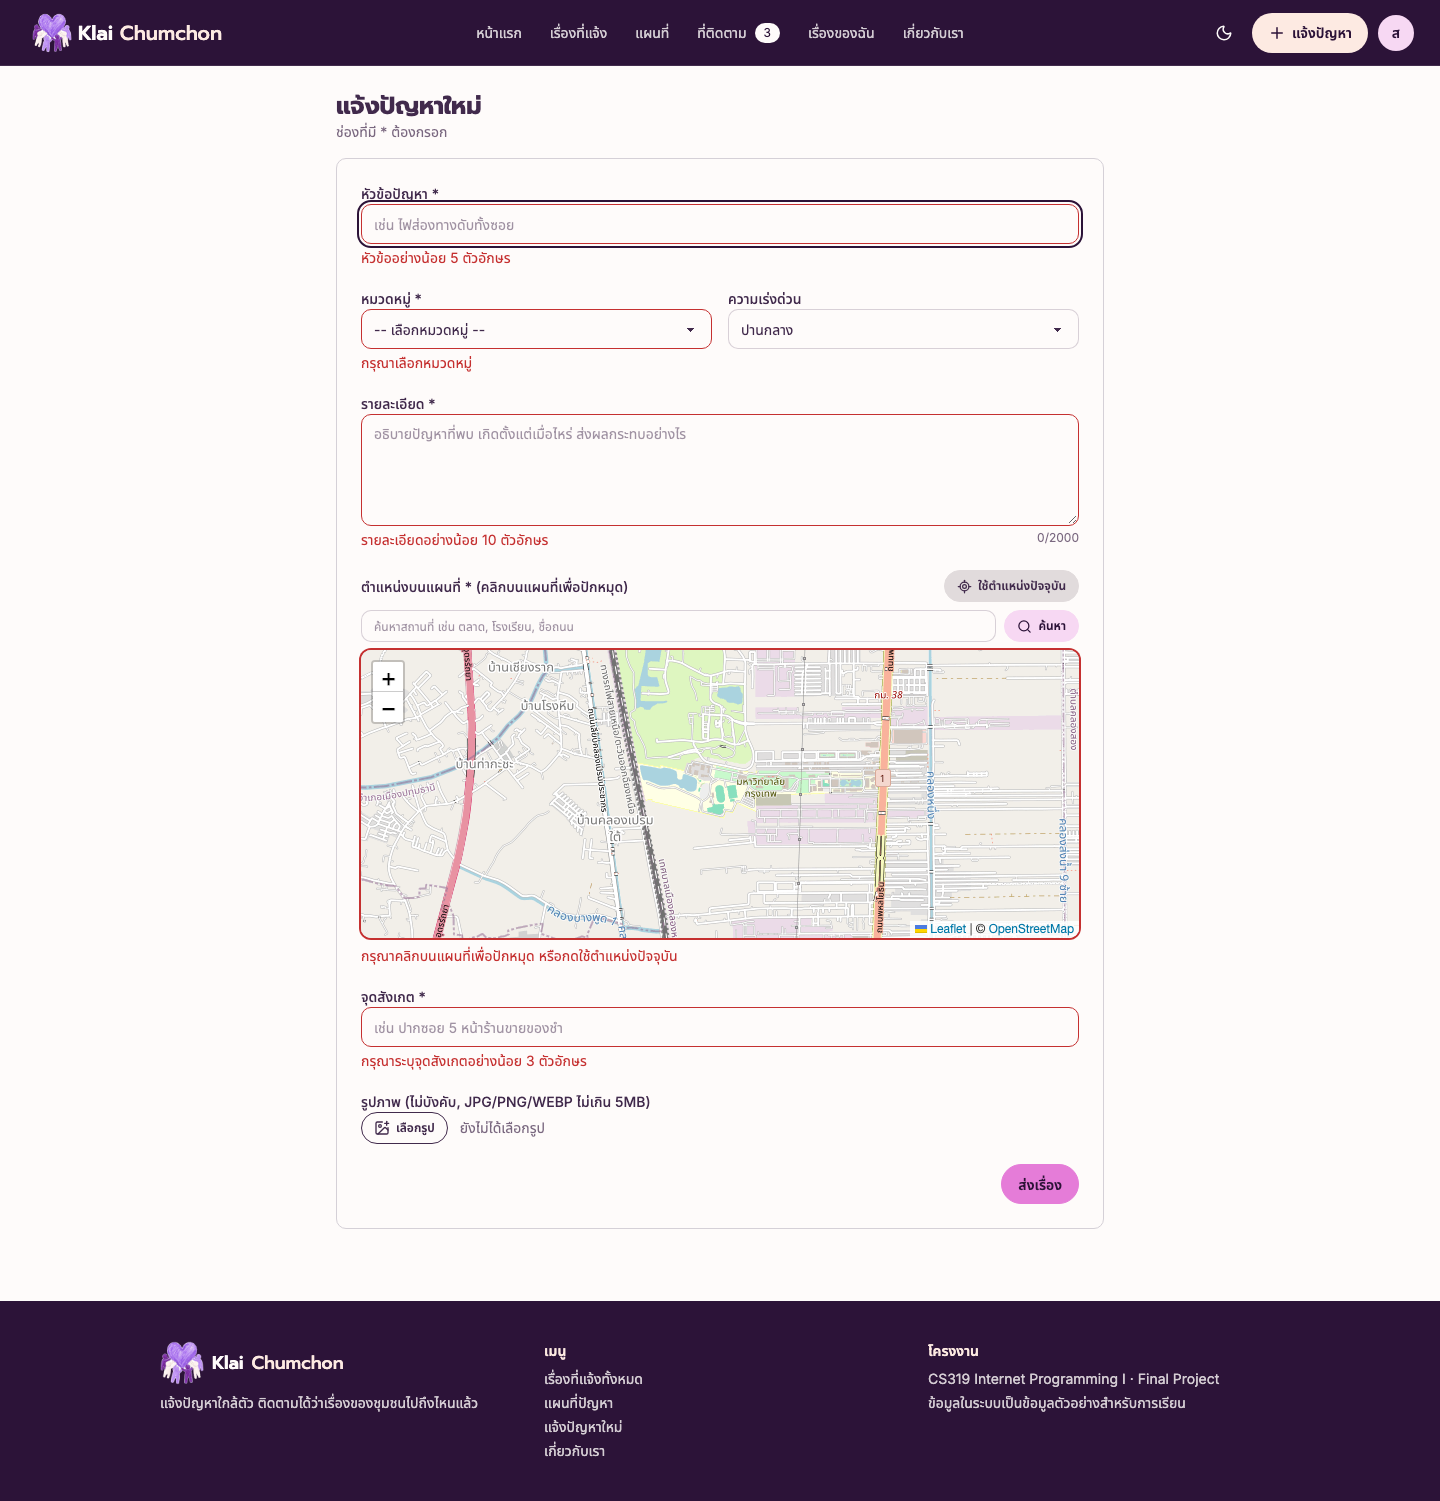 Klai Chumchon
หน้าแรก
เรื่องที่แจ้ง
แผนที่
ที่ติดตาม 3
เรื่องของฉัน
เกี่ยวกับเรา
แจ้งปัญหา
ส
แจ้งปัญหาใหม่
ช่องที่มี * ต้องกรอก
หัวข้อปัญหา *
เช่น ไฟส่องทางดับทั้งซอย
หัวข้ออย่างน้อย 5 ตัวอักษร
หมวดหมู่ *
ความเร่งด่วน
-- เลือกหมวดหมู่ --
ปานกลาง
กรุณาเลือกหมวดหมู่
รายละเอียด *
อธิบายปัญหาที่พบ เกิดตั้งแต่เมื่อไหร่ ส่งผลกระทบอย่างไร
รายละเอียดอย่างน้อย 10 ตัวอักษร
0/2000
ตำแหน่งบนแผนที่ * (คลิกบนแผนที่เพื่อปักหมุด)
ใช้ตำแหน่งปัจจุบัน
ค้นหาสถานที่ เช่น ตลาด, โรงเรียน, ชื่อถนน
ค้นหา
+
−
บ้านเชียงราก
บ้านโรงหีบ
กม. 38
บ้านท่ากะชะ
มหาวิทยาลัย
กรุงเทพ
1
บ้านคลองเปรม
ใต้
คลองหนึ่ง
Leaflet | © OpenStreetMap
กรุณาคลิกบนแผนที่เพื่อปักหมุด หรือกดใช้ตำแหน่งปัจจุบัน
จุดสังเกต *
เช่น ปากซอย 5 หน้าร้านขายของชำ
กรุณาระบุจุดสังเกตอย่างน้อย 3 ตัวอักษร
รูปภาพ (ไม่บังคับ, JPG/PNG/WEBP ไม่เกิน 5MB)
เลือกรูป
ยังไม่ได้เลือกรูป
ส่งเรื่อง
Klai Chumchon
แจ้งปัญหาใกล้ตัว ติดตามได้ว่าเรื่องของชุมชนไปถึงไหนแล้ว
เมนู
เรื่องที่แจ้งทั้งหมด
แผนที่ปัญหา
แจ้งปัญหาใหม่
เกี่ยวกับเรา
โครงงาน
CS319 Internet Programming I · Final Project
ข้อมูลในระบบเป็นข้อมูลตัวอย่างสำหรับการเรียน